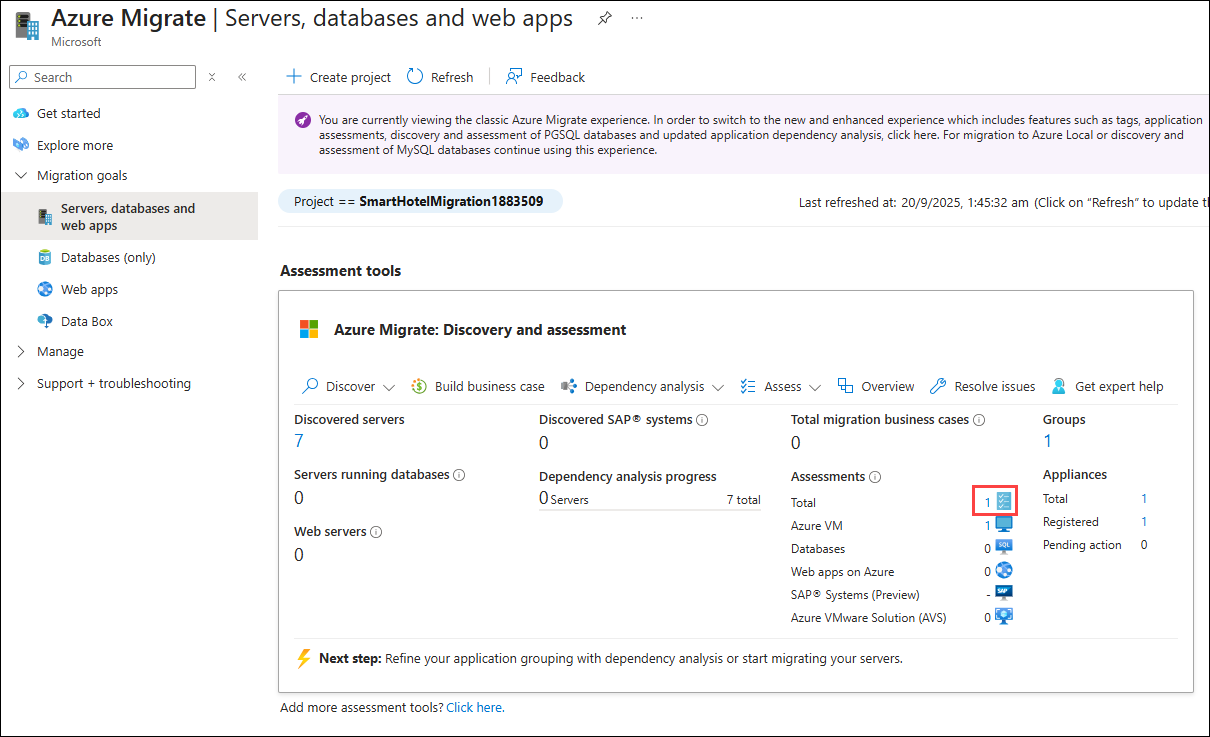 Azure Migrate | Servers, databases and web apps
Microsoft
Search
Get started
Explore more
Migration goals
Servers, databases and
web apps
Databases (only)
Web apps
Data Box
Manage
Support + troubleshooting
Create project
Refresh
Feedback
You are currently viewing the classic Azure Migrate experience. In order to switch to the new and enhanced experience which includes features such as tags, application
assessments, discovery and assessment of PGSQL databases and updated application dependency analysis, click here. For migration to Azure Local or discovery and
assessment of MySQL databases continue using this experience.
Project == SmartHotelMigration1883509
Last refreshed at: 20/9/2025, 1:45:32 am (Click on “Refresh” to update
Assessment tools
Azure Migrate: Discovery and assessment
Discover
Build business case
Dependency analysis
Assess
Overview
Resolve issues
Get expert help
Discovered servers
7
Servers running databases
0
Web servers
0
Discovered SAP® systems
0
Dependency analysis progress
0 Servers 7 total
Total migration business cases
0
Assessments
Total 1
Azure VM 1
Databases 0 SQL
Web apps on Azure 0
SAP® Systems (Preview) - SAP
Azure VMware Solution (AVS) 0
Groups
1
Appliances
Total 1
Registered 1
Pending action 0
Next step: Refine your application grouping with dependency analysis or start migrating your servers.
Add more assessment tools? Click here.